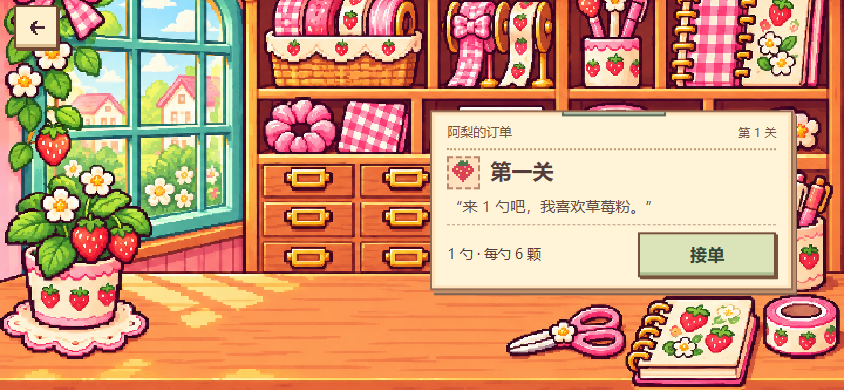 阿梨的订单
第 1 关
第一关
“来 1 勺吧，我喜欢草莓粉。”
1 勺 · 每勺 6 颗
接单